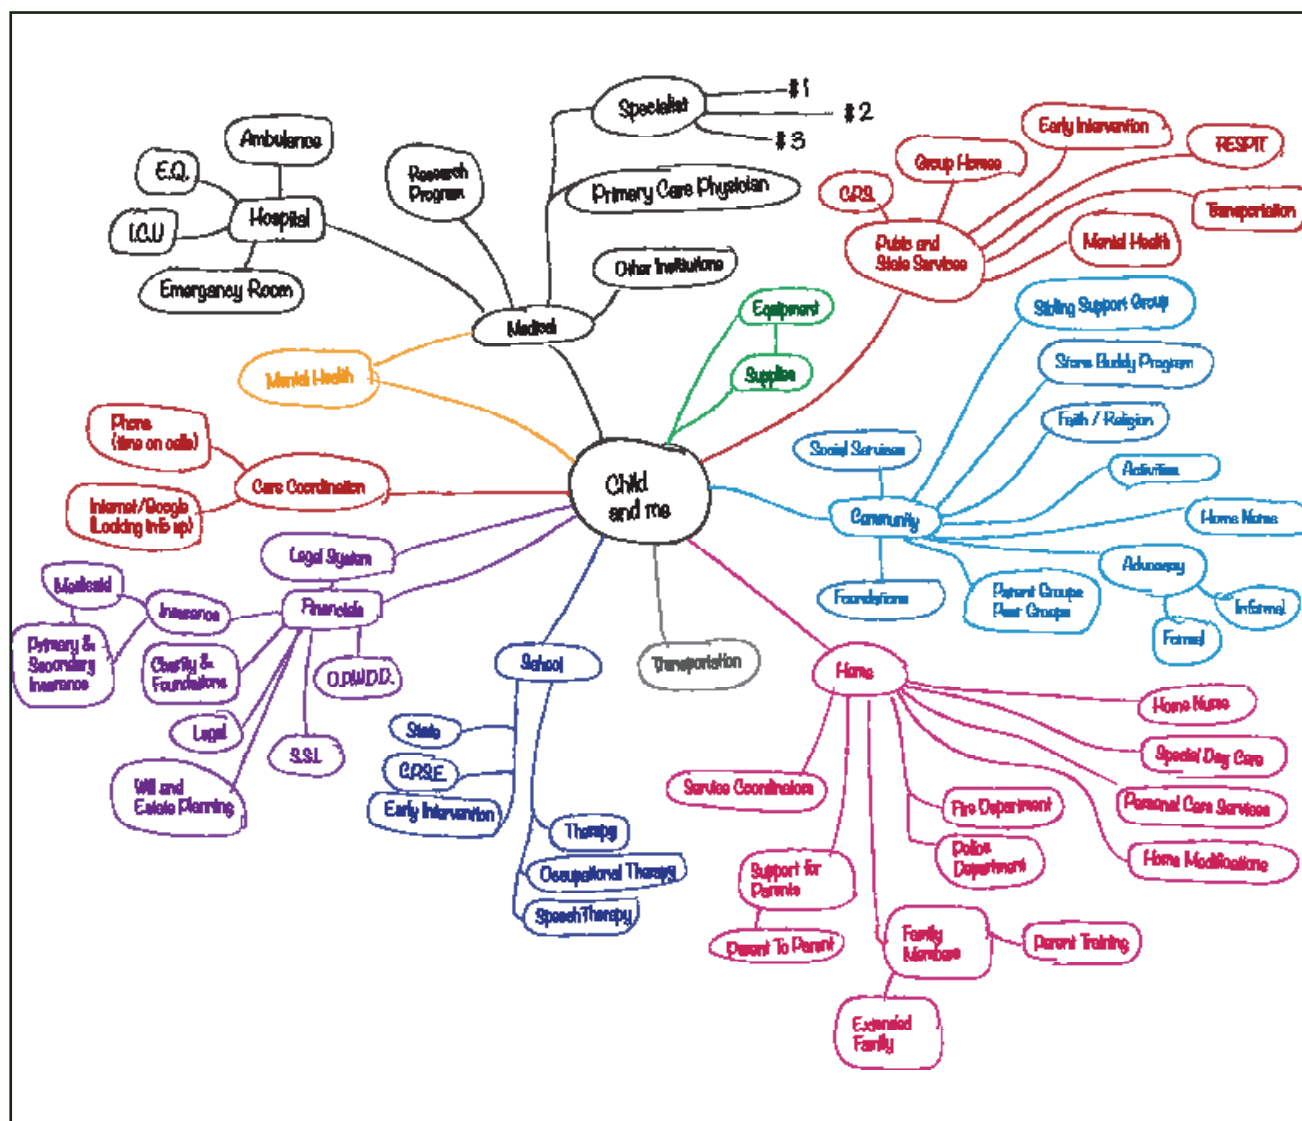 Specialist
#1
#2
#3
Ambulance
E.Q.
Hospital
I.C.U
Emergancy Room
Research
Program
Primary Care Physician
Other Institutions
Medical
Early Intervention
RESPIT
Group Homes
C.P.S.
Transportation
Public and
State Services
Mental Health
Equipment
Supplies
Mental Health
Sibling Support Group
Faith / Religion
Social Services
Activities
Community
Home Nurse
Advocacy
Informal
Formal
Parent Groups
Peer Groups
Foundations
Phone
(time on calls)
Care Coordination
Internet/Google
(Looking up)
Child
and me
Legal System
Medicaid
Insurance
Financials
Primary &
Secondary
Insurance
Charity &
Foundations
O.P.W.D.D.
Legal
S.S.I.
Will and
Estate Planning
School
State
C.P.S.E.
Early Intervention
Therapy
Occupational Therapy
Speech Therapy
Transportation
Home
Home Nurse
Special Day Care
Service Coordinators
Fire Department
Personal Care Services
Police
Department
Home Modifications
Support for
Parents
Parent To Parent
Family
Members
Parent Training
Extended
Family